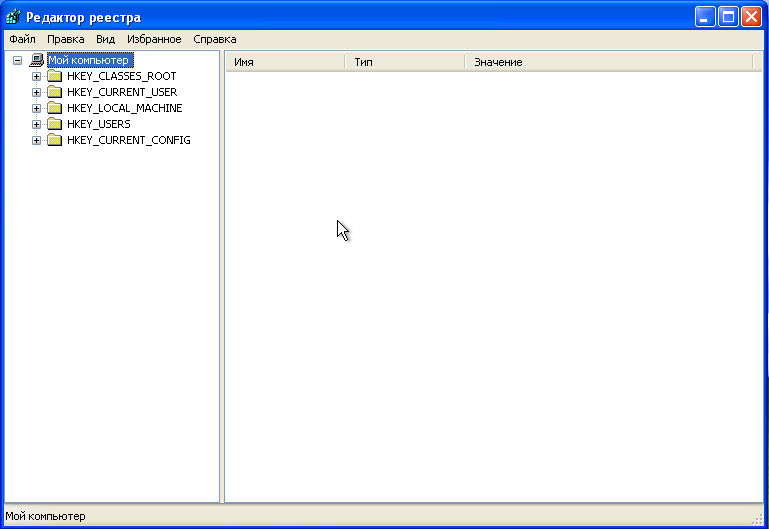 Редактор реестра
Файл Правка Вид Избранное Справка
Мой компьютер
HKEY_CLASSES_ROOT
HKEY_CURRENT_USER
HKEY_LOCAL_MACHINE
HKEY_USERS
HKEY_CURRENT_CONFIG
Имя Тип Значение
Мой компьютер